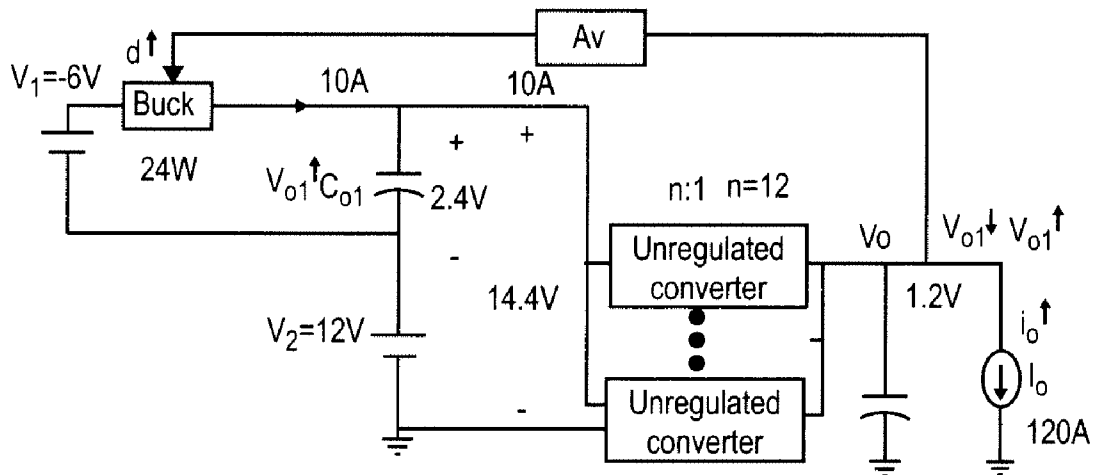 Av
d
V1=-6V
Buck
10A
10A
24W
+
+
Vo1
Co1
2.4V
-
n:1 n=12
Unregulated
converter
Vo
Vo1
Vo1
14.4V
1.2V
V2=12V
-
io
Io
-
Unregulated
converter
120A